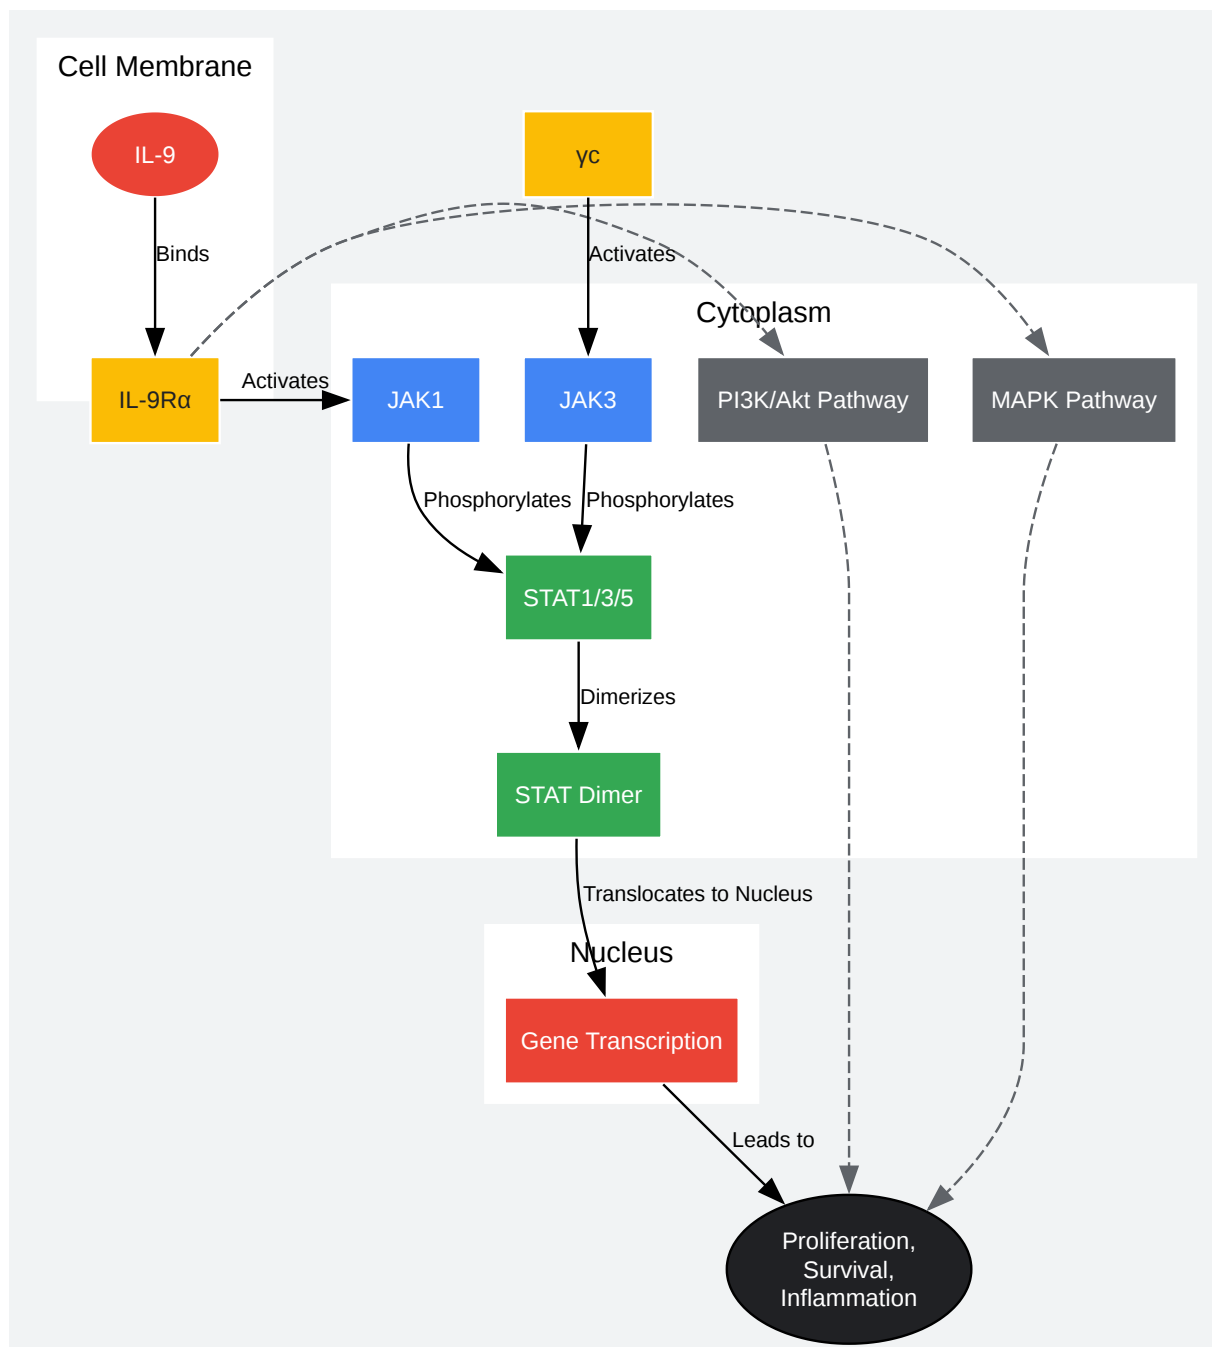 Cell Membrane
IL-9
γc
Binds
Activates
Cytoplasm
IL-9Rα
Activates
JAK1
JAK3
PI3K/Akt Pathway
MAPK Pathway
Phosphorylates
Phosphorylates
STAT1/3/5
Dimerizes
STAT Dimer
Translocates to Nucleus
Nucleus
Gene Transcription
Leads to
Proliferation,
Survival,
Inflammation